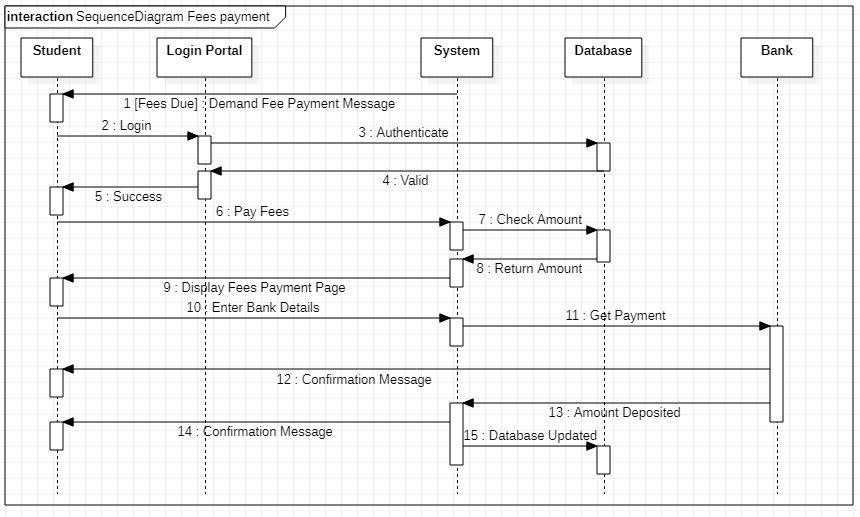 interaction SequenceDiagram Fees payment
Student
Login Portal
System
Database
Bank
1 [Fees Due] : Demand Fee Payment Message
2 : Login
3 : Authenticate
4 : Valid
5 : Success
6 : Pay Fees
7 : Check Amount
8 : Return Amount
9 : Display Fees Payment Page
10 : Enter Bank Details
11 : Get Payment
12 : Confirmation Message
13 : Amount Deposited
14 : Confirmation Message
15 : Database Updated